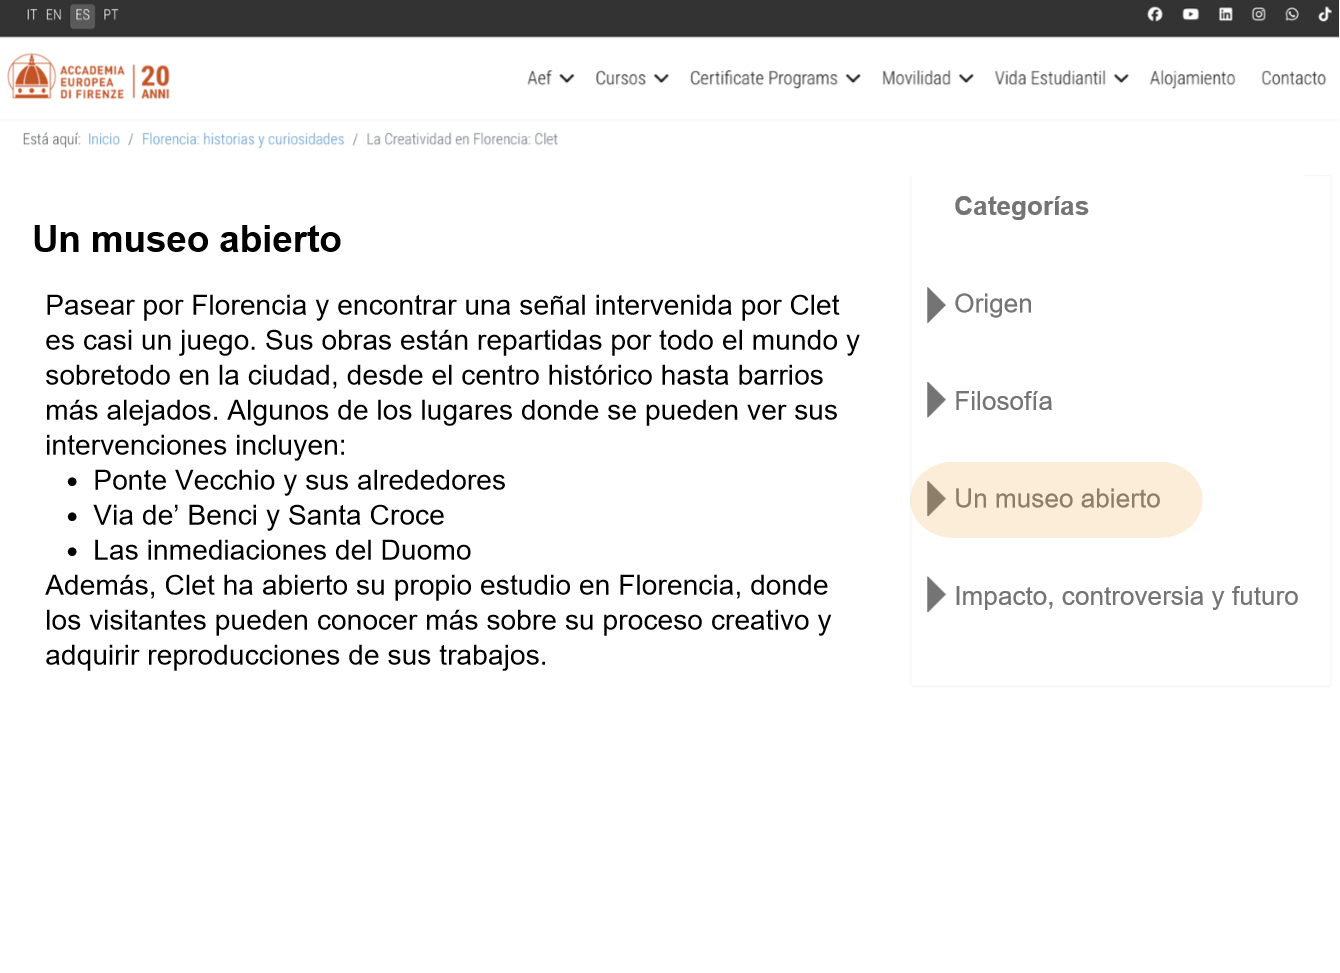 IT EN ES PT
ACCADEMIA
EUROPEA
DI FIRENZE
20
ANNI
Aef Cursos Certificate Programs Movilidad Vida Estudiantil Alojamiento Contacto
Está aquí: Inicio / Florencia: historias y curiosidades / La Creatividad en Florencia: Clet
Un museo abierto
Pasear por Florencia y encontrar una señal intervenida por Clet
es casi un juego. Sus obras están repartidas por todo el mundo y
sobretodo en la ciudad, desde el centro histórico hasta barrios
más alejados. Algunos de los lugares donde se pueden ver sus
intervenciones incluyen:
• Ponte Vecchio y sus alrededores
• Via de’ Benci y Santa Croce
• Las inmediaciones del Duomo
Además, Clet ha abierto su propio estudio en Florencia, donde
los visitantes pueden conocer más sobre su proceso creativo y
adquirir reproducciones de sus trabajos.
Categorías
Origen
Filosofía
Un museo abierto
Impacto, controversia y futuro